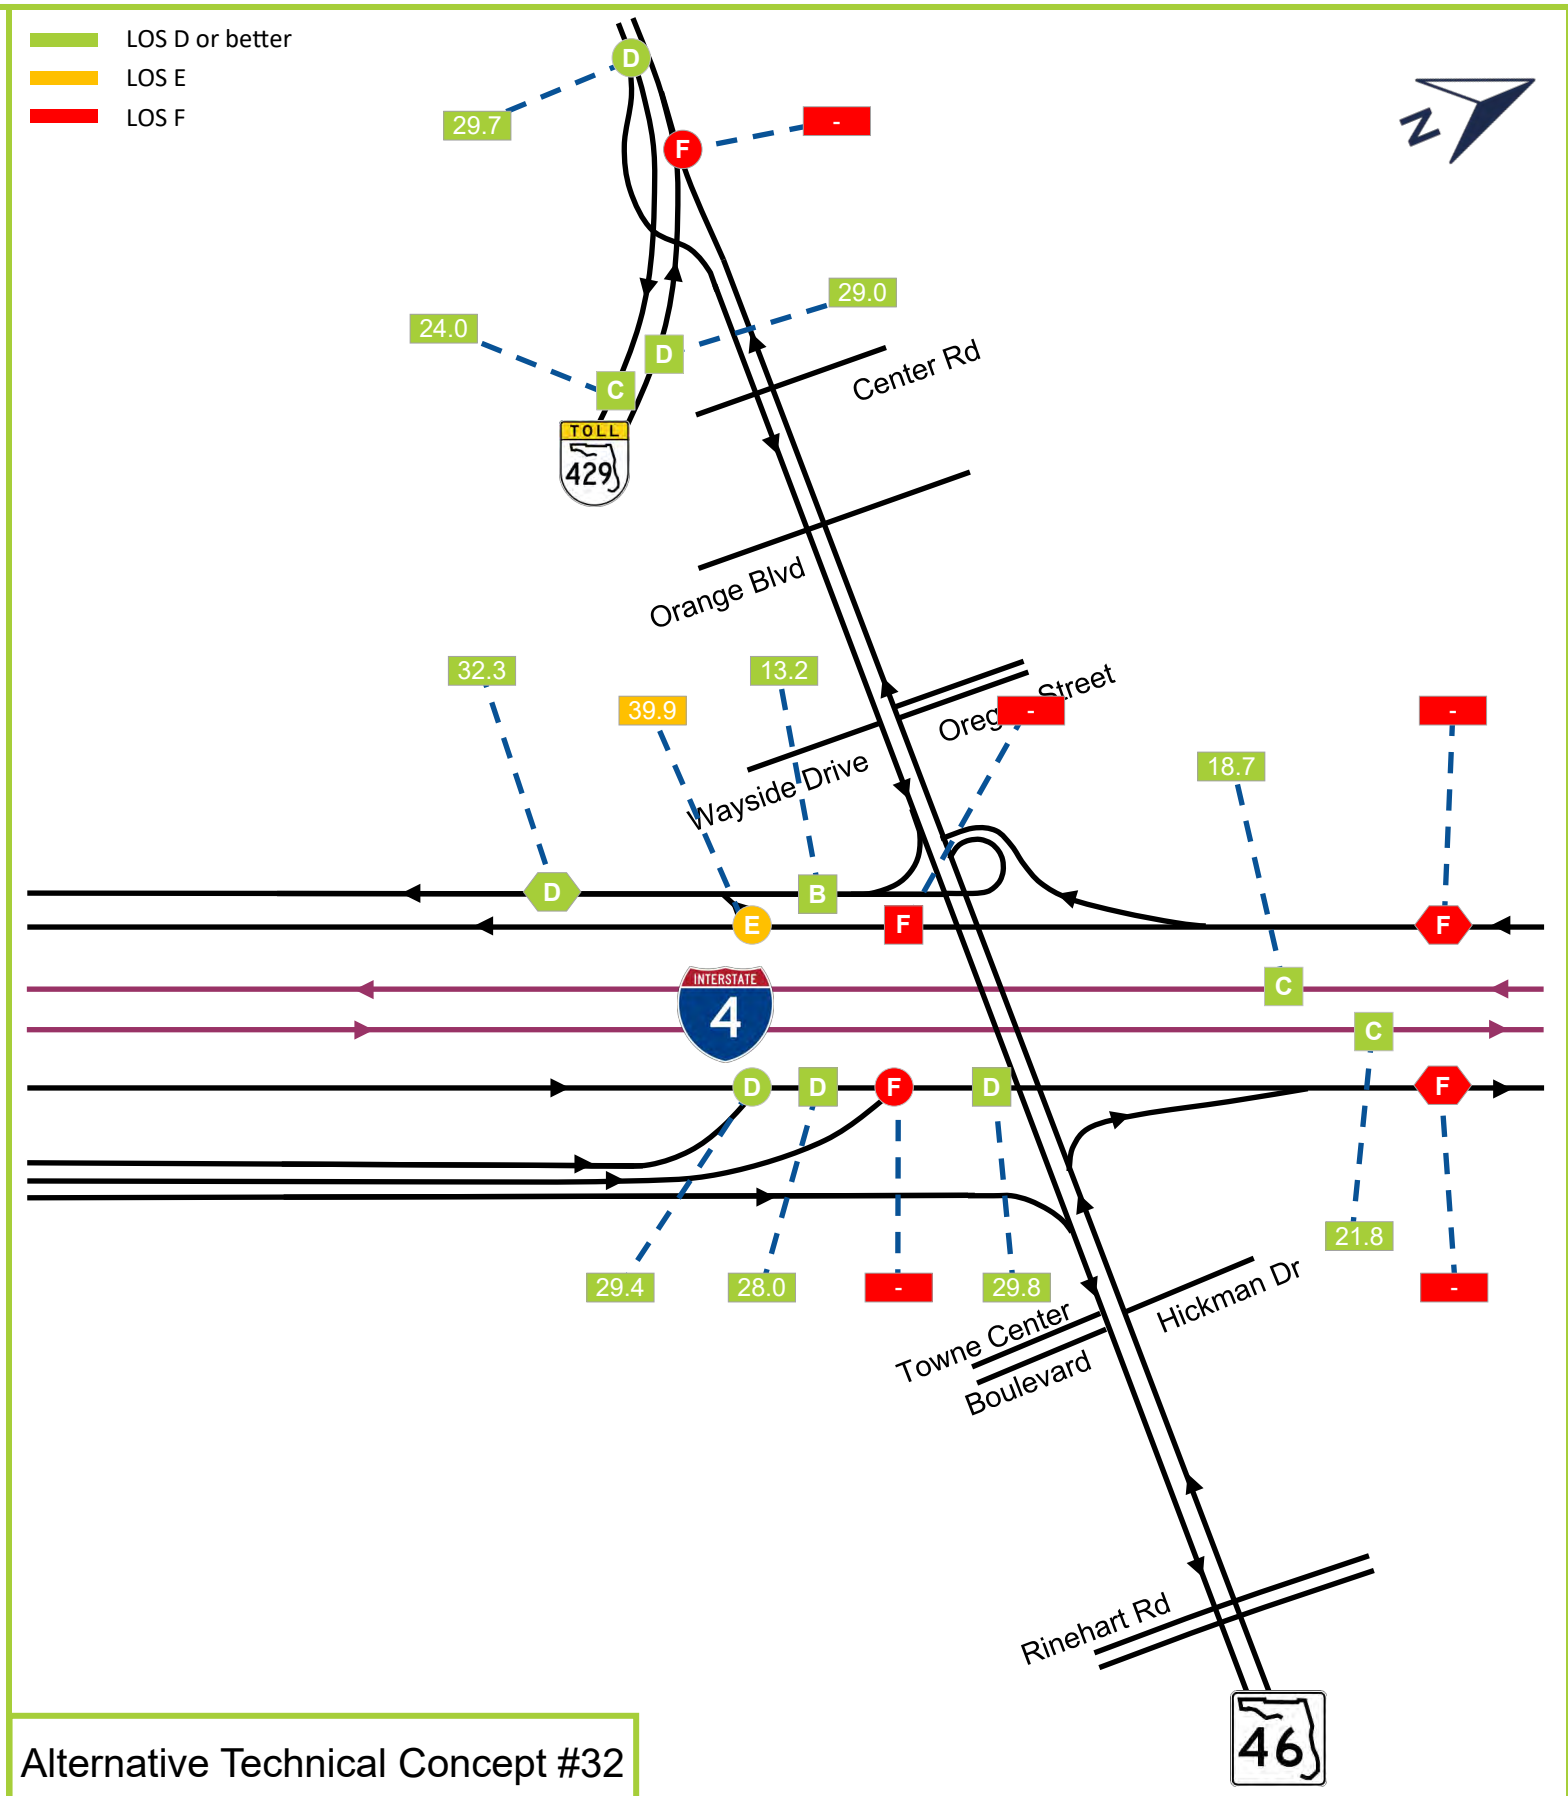 LOS D or better
LOS E
LOS F
D
29.7
-
F
N
29.0
24.0
D
C
TOLL
429
Center Rd
Orange Blvd
32.3
39.9
13.2
Street
-
-
Wayside Drive
18.7
D
B
E
F
F
INTERSTATE
4
C
C
D
D
F
D
F
21.8
29.4
28.0
-
29.8
-
Hickman Dr
Towne Center
Boulevard
Rinehart Rd
46
Alternative Technical Concept #32